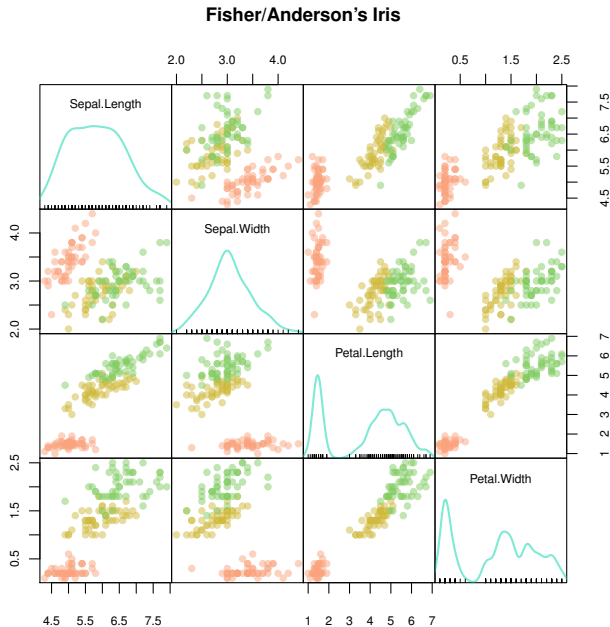 Fisher/Anderson's Iris
2.0 3.0 4.0 0.5 1.5 2.5
Sepal.Length
4.5 5.5 6.5 7.5
Sepal.Width
2.0 3.0 4.0
Petal.Length
1 2 3 4 5 6 7
Petal.Width
0.5 1.5 2.5
4.5 5.5 6.5 7.5 1 2 3 4 5 6 7